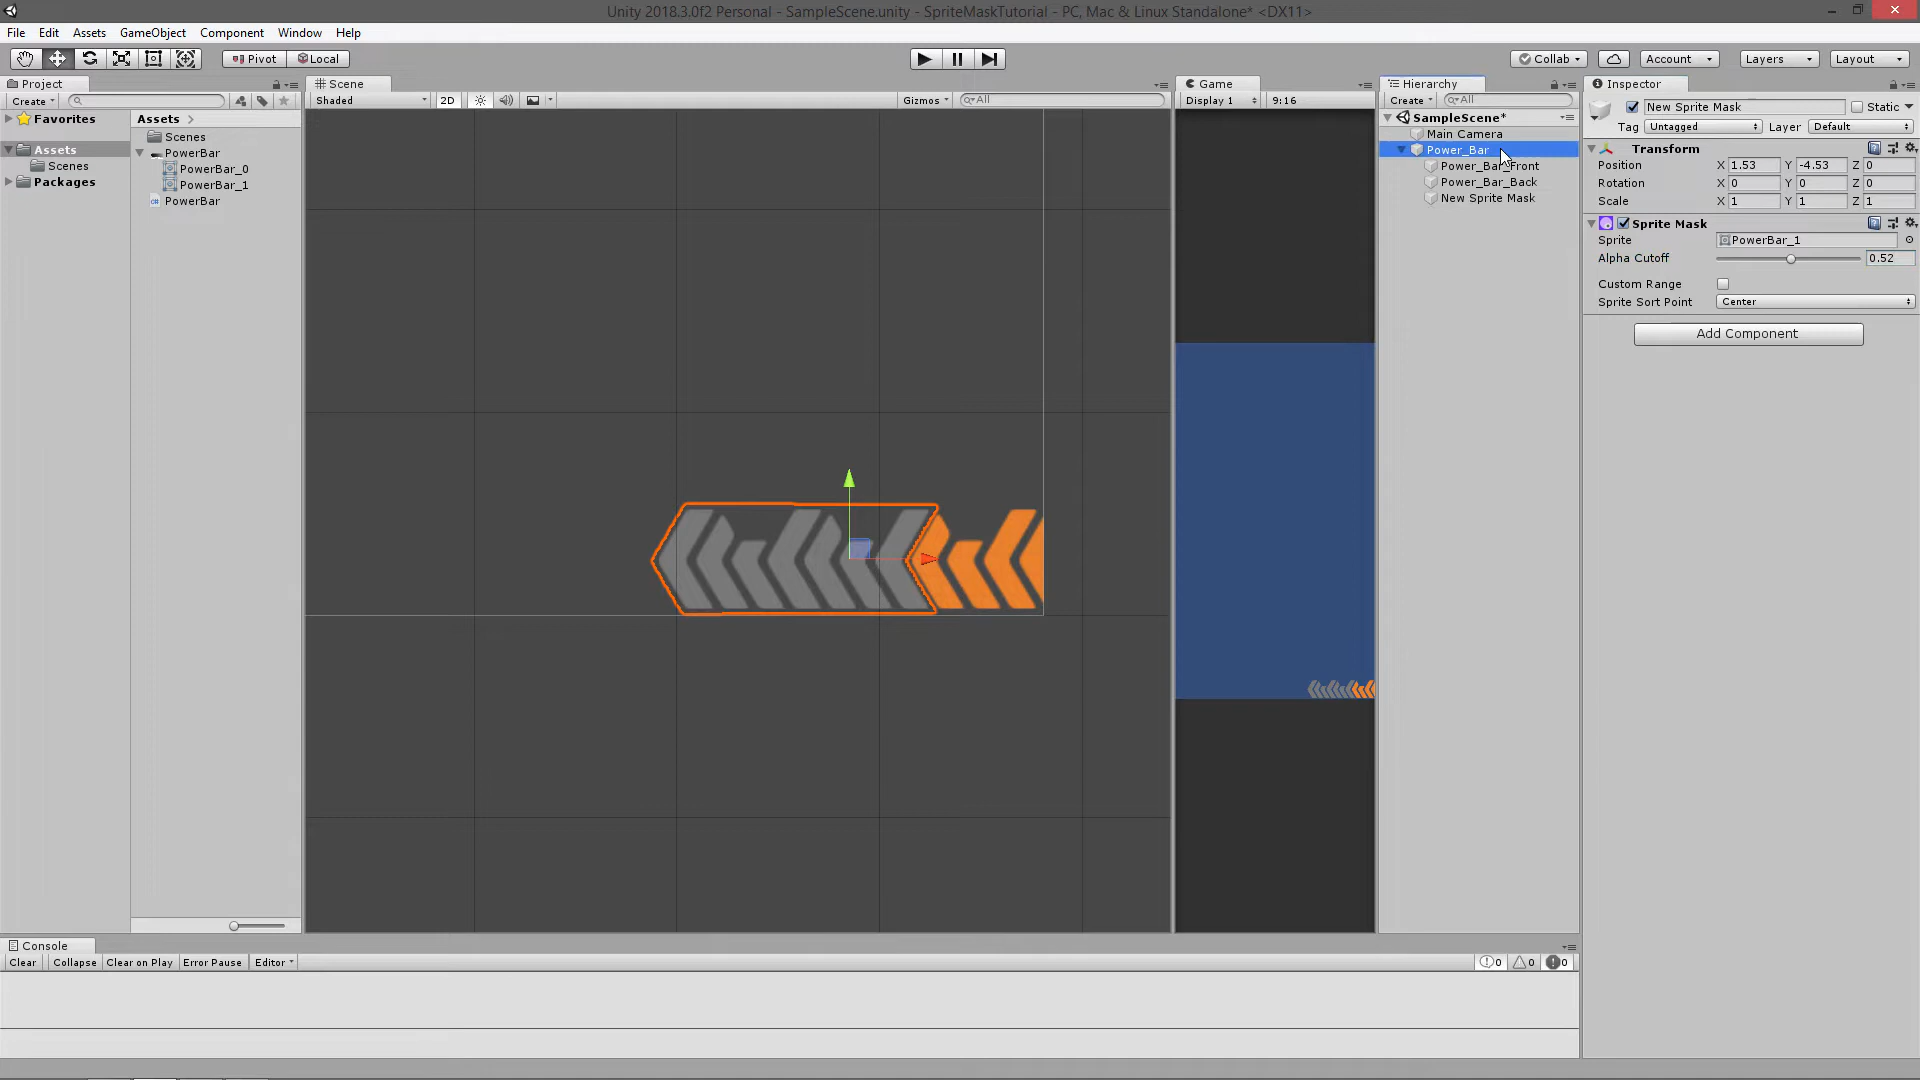 Unity 2018.3.0f2 Personal - SampleScene.unity - SpriteMaskTutorial - PC, Mac & Linux Standalone* <DX11>
File Edit Assets GameObject Component Window Help
Pivot Local Collab Account Layers Layout
Project Scene Game Hierarchy Inspector
Create Shaded 2D Gizmos All Display 1 9:16 Create All New Sprite Mask Static
Favorites Assets SampleScene*
Tag Untagged Layer Default
Scenes Main Camera
Assets PowerBar Power_Bar Transform
Scenes PowerBar_0 Power_Bar_Front Position X 1.53 Y -4.53 Z 0
Packages PowerBar_1 Power_Bar_Back Rotation X 0 Y 0 Z 0
PowerBar New Sprite Mask Scale X 1 Y 1 Z 1
Sprite Mask
Sprite PowerBar_1
Alpha Cutoff 0.52
Custom Range
Sprite Sort Point Center
Add Component
Console
Clear Collapse Clear on Play Error Pause Editor 0 0 0